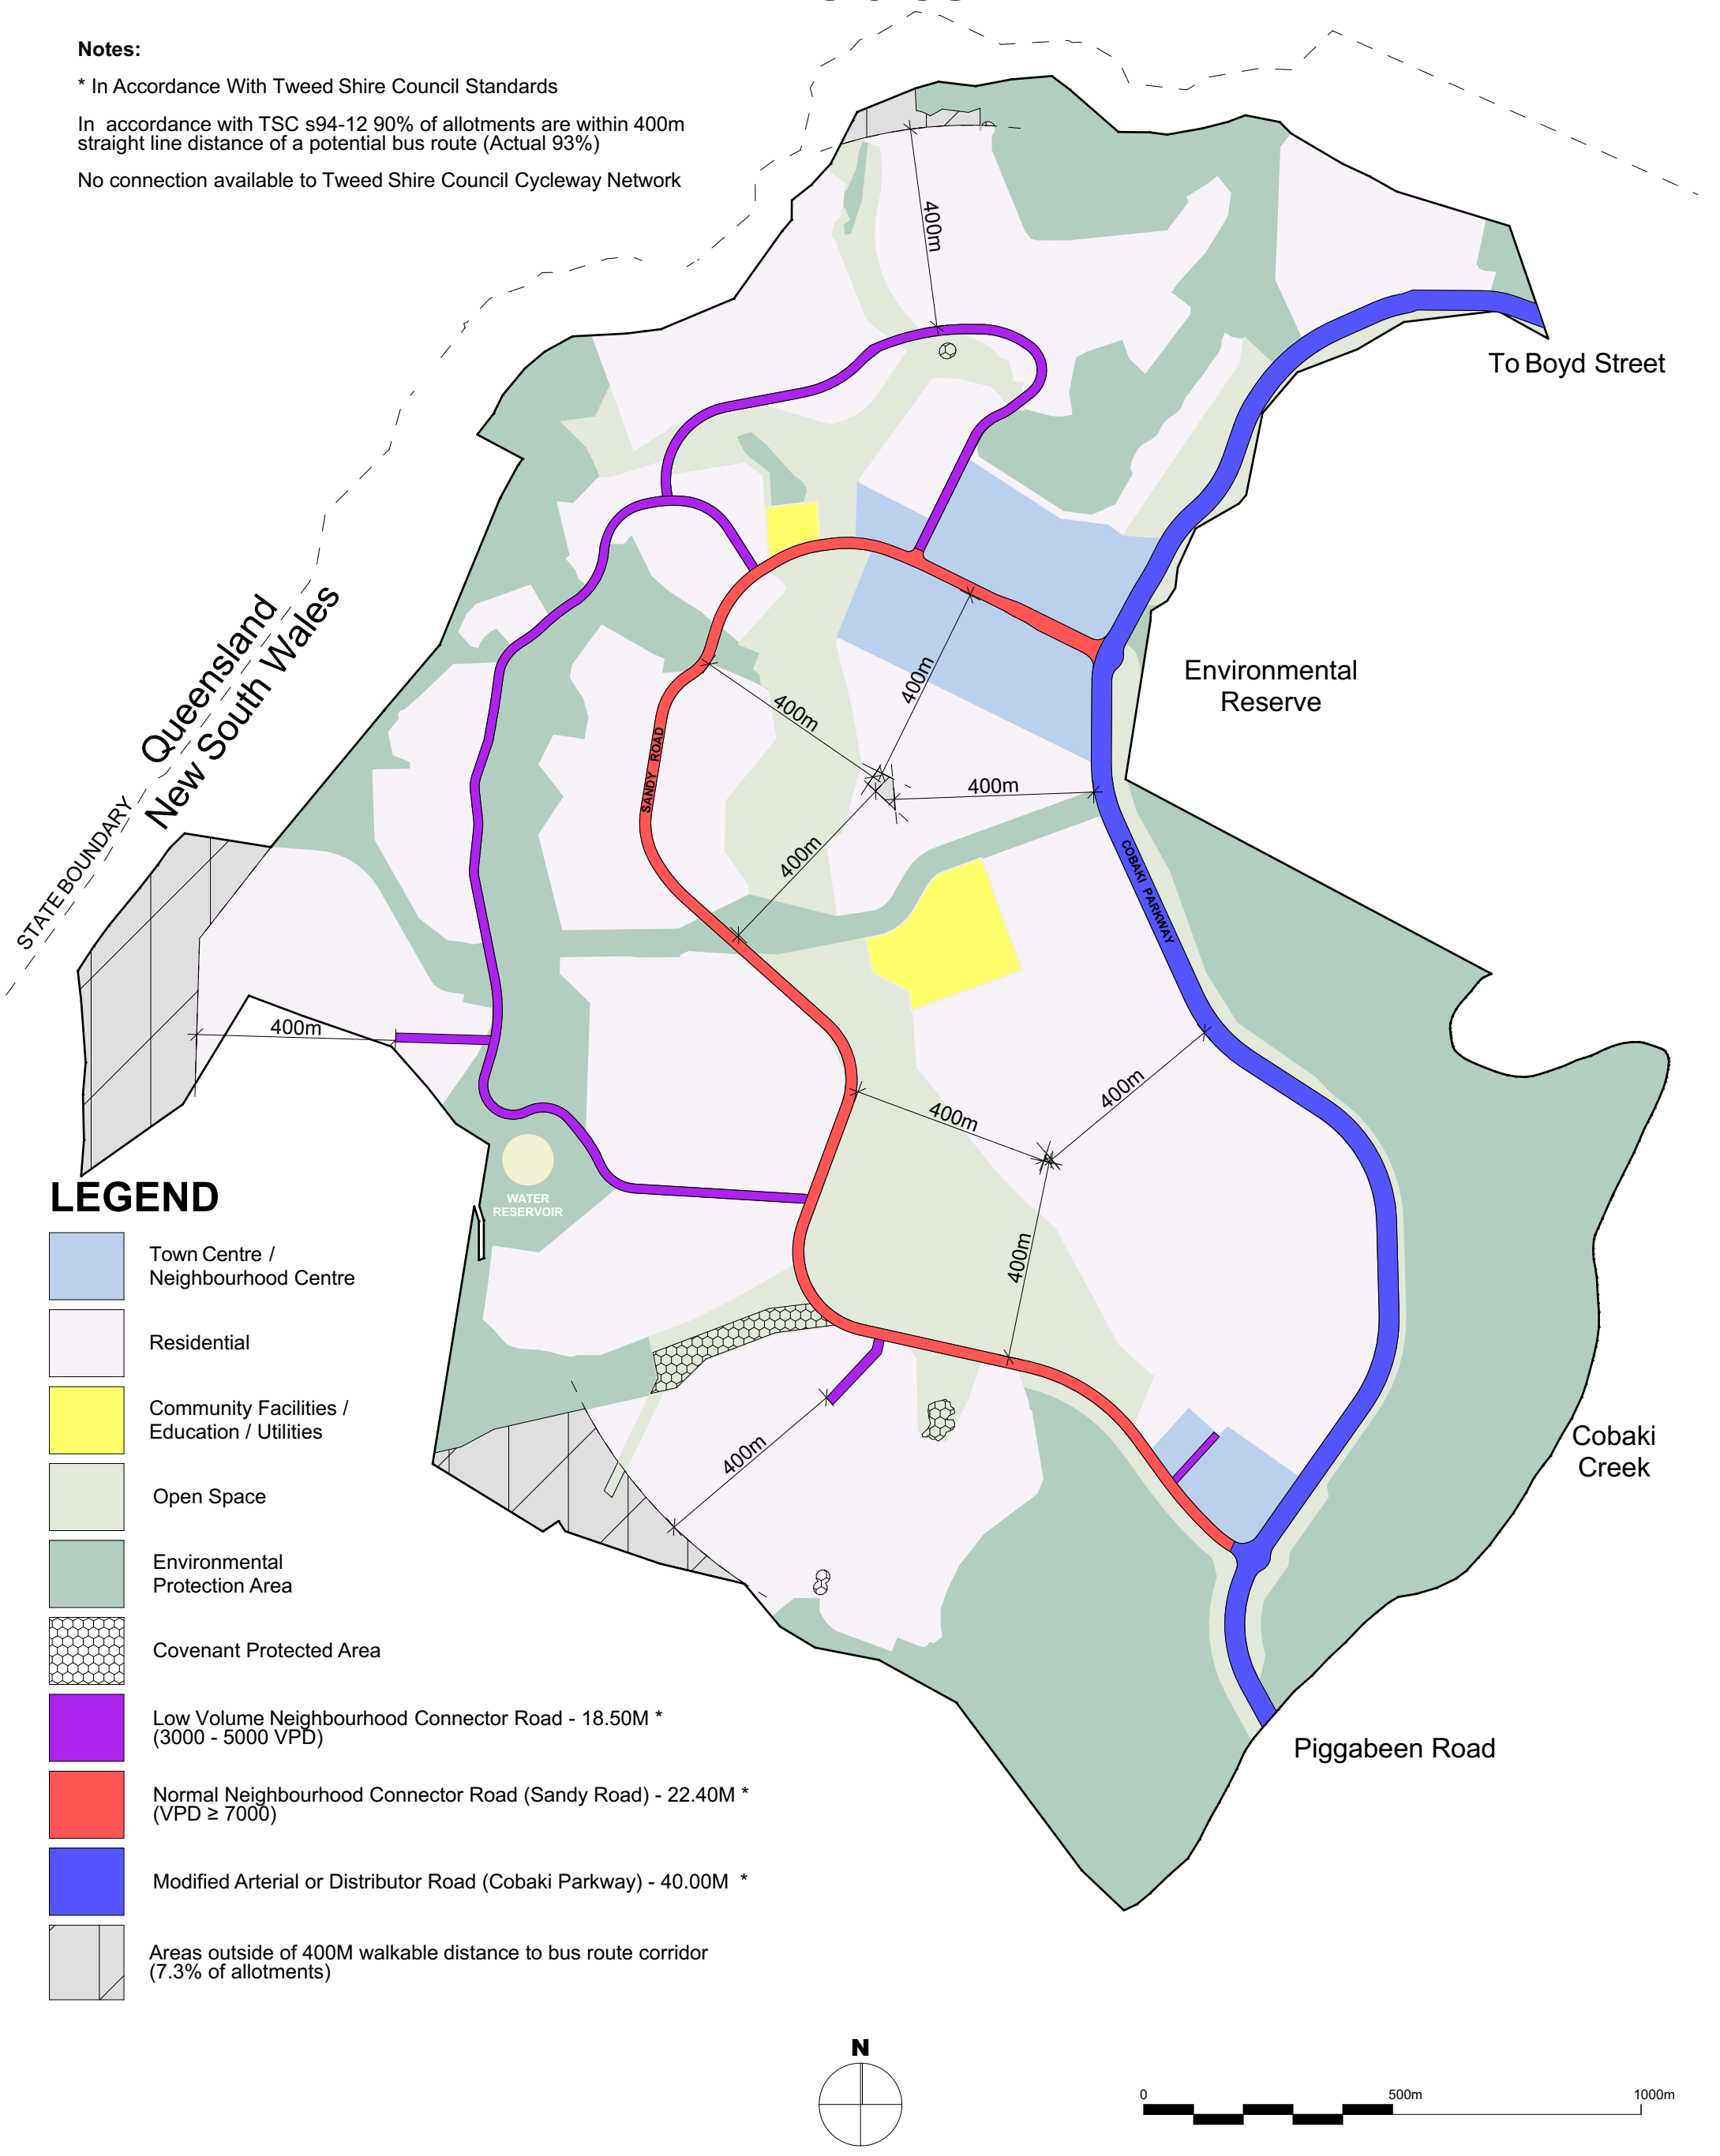 Notes:
* In Accordance With Tweed Shire Council Standards
In accordance with TSC s94-12 90% of allotments are within 400m
straight line distance of a potential bus route (Actual 93%)
No connection available to Tweed Shire Council Cycleway Network
400m
To Boyd Street
Queensland
New South Wales
STATE BOUNDARY
Environmental
Reserve
400m
400m
SANDY ROAD
400m
400m
COBAKI PARKWAY
400m
400m
400m
400m
WATER
RESERVOIR
400m
Cobaki
Creek
Piggabeen Road
LEGEND
Town Centre /
Neighbourhood Centre
Residential
Community Facilities /
Education / Utilities
Open Space
Environmental
Protection Area
Covenant Protected Area
Low Volume Neighbourhood Connector Road - 18.50M *
(3000 - 5000 VPD)
Normal Neighbourhood Connector Road (Sandy Road) - 22.40M *
(VPD ≥ 7000)
Modified Arterial or Distributor Road (Cobaki Parkway) - 40.00M *
Areas outside of 400M walkable distance to bus route corridor
(7.3% of allotments)
N
0 500m 1000m